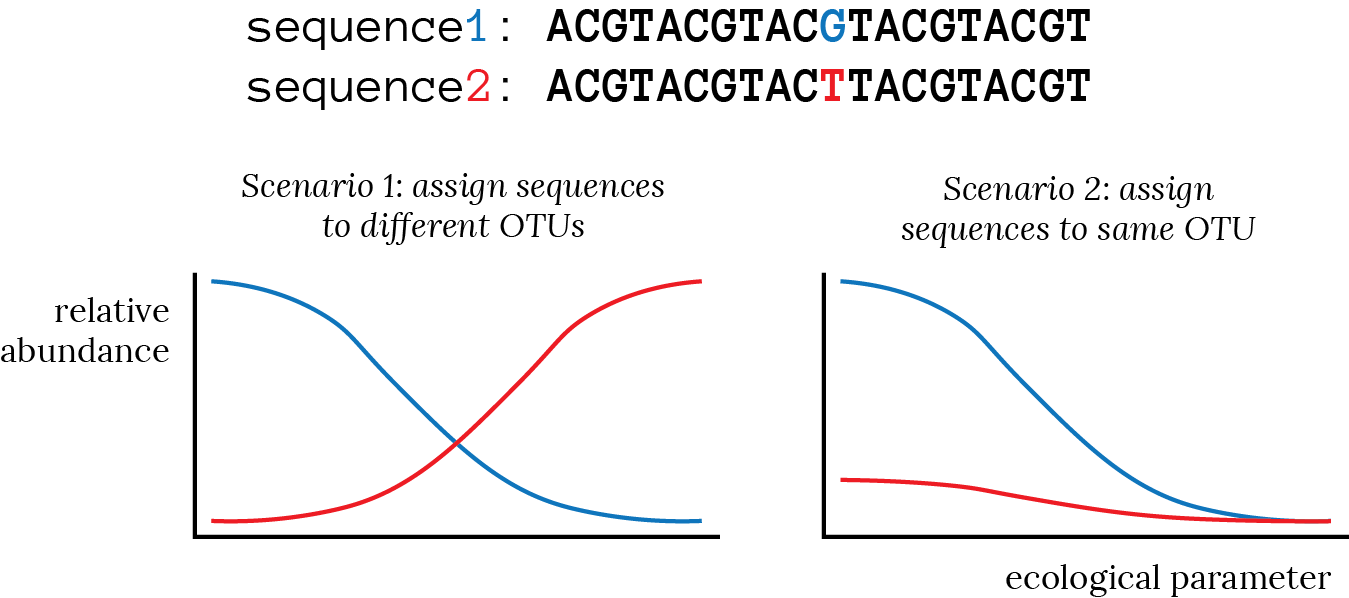 sequence1: ACGTACGTACGTACGTACGT
sequence2: ACGTACGTACTTACGTACGT
Scenario 1: assign sequences
to different OTUs
Scenario 2: assign
sequences to same OTU
relative
abundance
ecological parameter